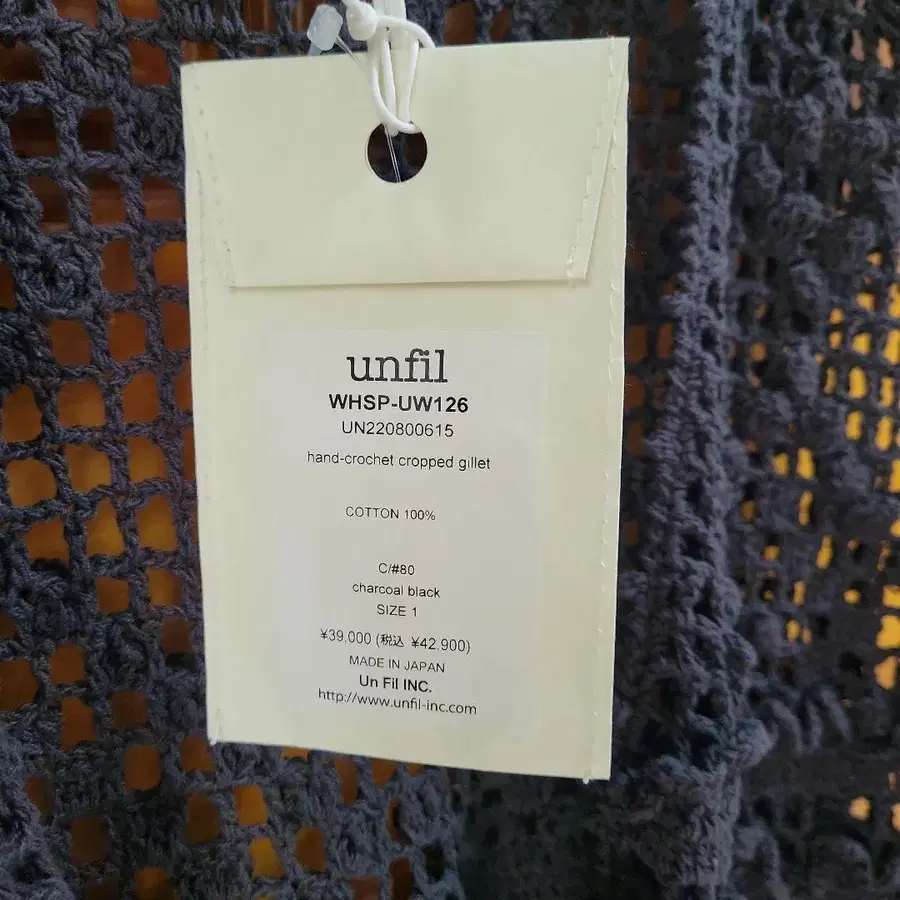 unfil
WHSP-UW126
UN220800615
hand-crochet cropped gillet
COTTON 100%
C/#80
charcoal black
SIZE 1
¥39,000 (税込 ¥42,900)
MADE IN JAPAN
Un Fil INC.
http://www.unfil-inc.com